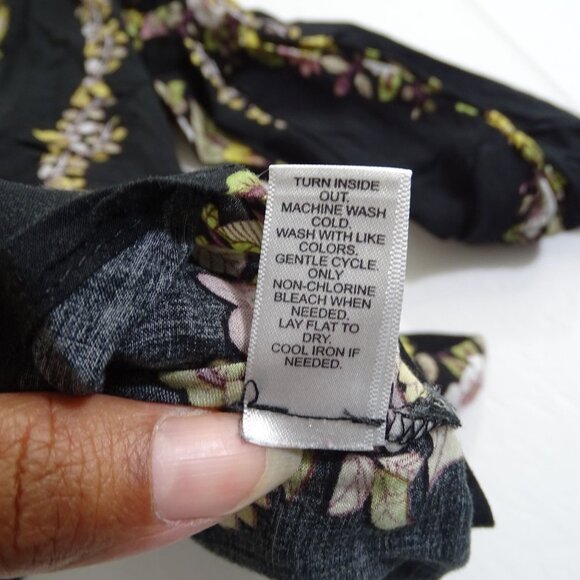 TURN INSIDE
OUT.
MACHINE WASH
COLD.
WASH WITH LIKE
COLORS.
GENTLE CYCLE.
ONLY
NON-CHLORINE
BLEACH WHEN
NEEDED.
LAY FLAT TO
DRY.
COOL IRON IF
NEEDED.